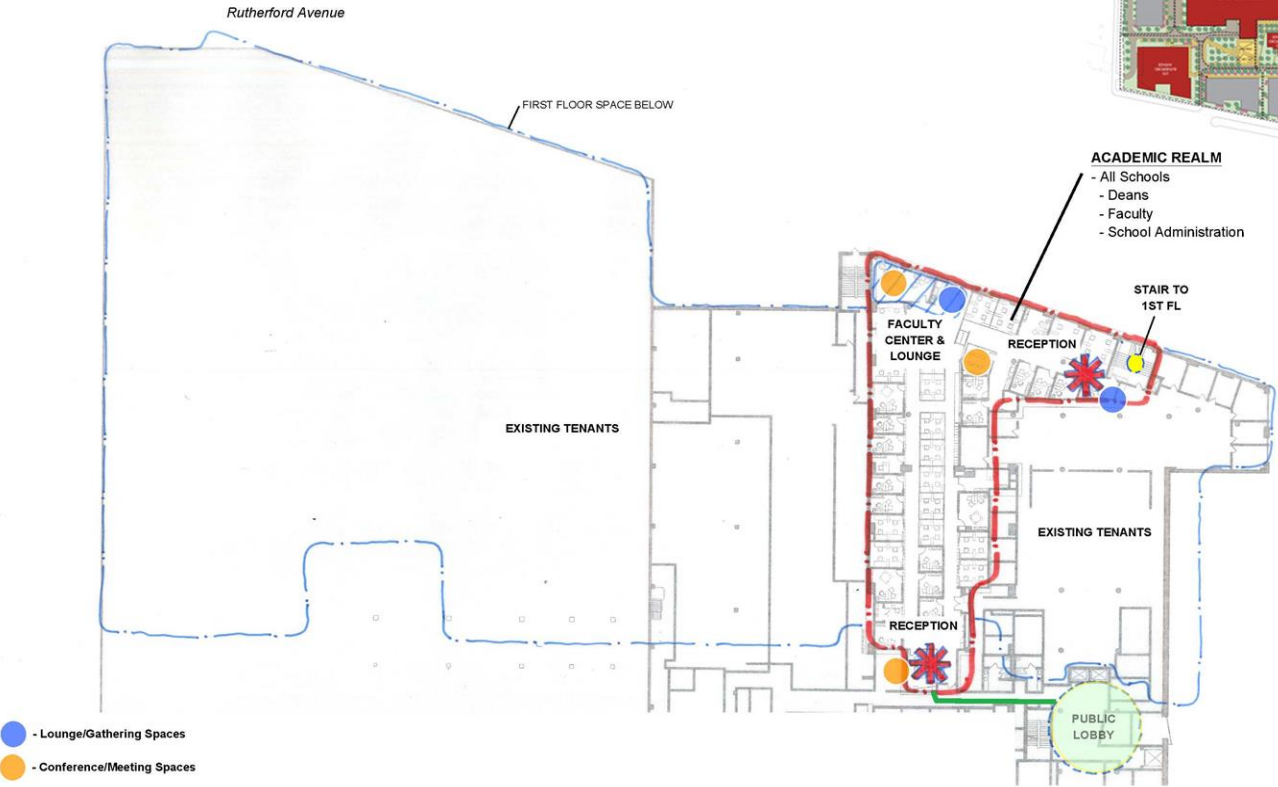 Rutherford Avenue
FIRST FLOOR SPACE BELOW
ACADEMIC REALM
- All Schools
- Deans
- Faculty
- School Administration
STAIR TO
1ST FL
FACULTY
CENTER &
LOUNGE
RECEPTION
EXISTING TENANTS
EXISTING TENANTS
RECEPTION
PUBLIC
LOBBY
- Lounge/Gathering Spaces
- Conference/Meeting Spaces